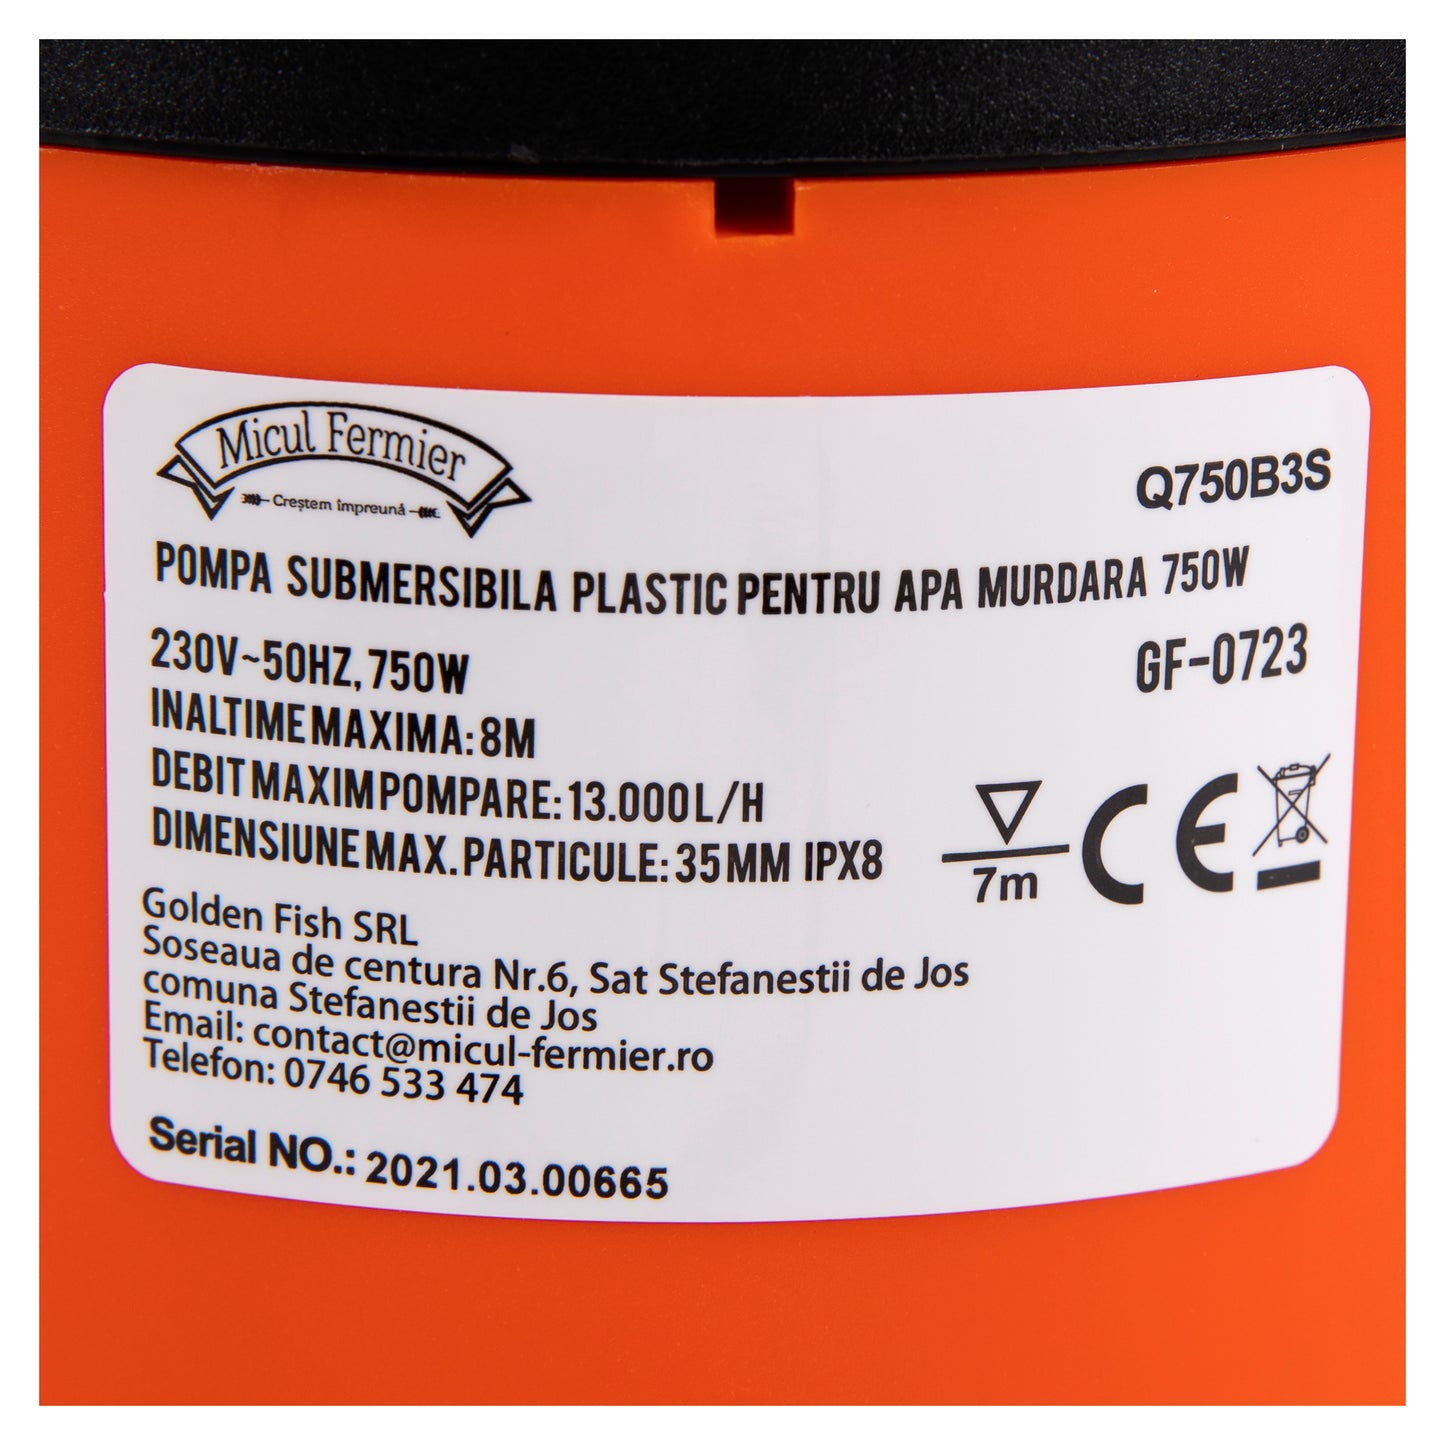 Micul Fermier
Creștem împreună
Q750B3S
POMPA SUBMERSIBILA PLASTIC PENTRU APA MURDARA 750W
230V~50HZ, 750W
GF-0723
INALTIME MAXIMA: 8M
DEBIT MAXIM POMPARE: 13.000L/H
DIMENSIUNE MAX. PARTICULE: 35MM IPX8
7m
CE
Golden Fish SRL
Soseaua de centura Nr.6, Sat Stefanestii de Jos
comuna Stefanestii de Jos
Email: contact@micul-fermier.ro
Telefon: 0746 533 474
Serial NO.: 2021.03.00665